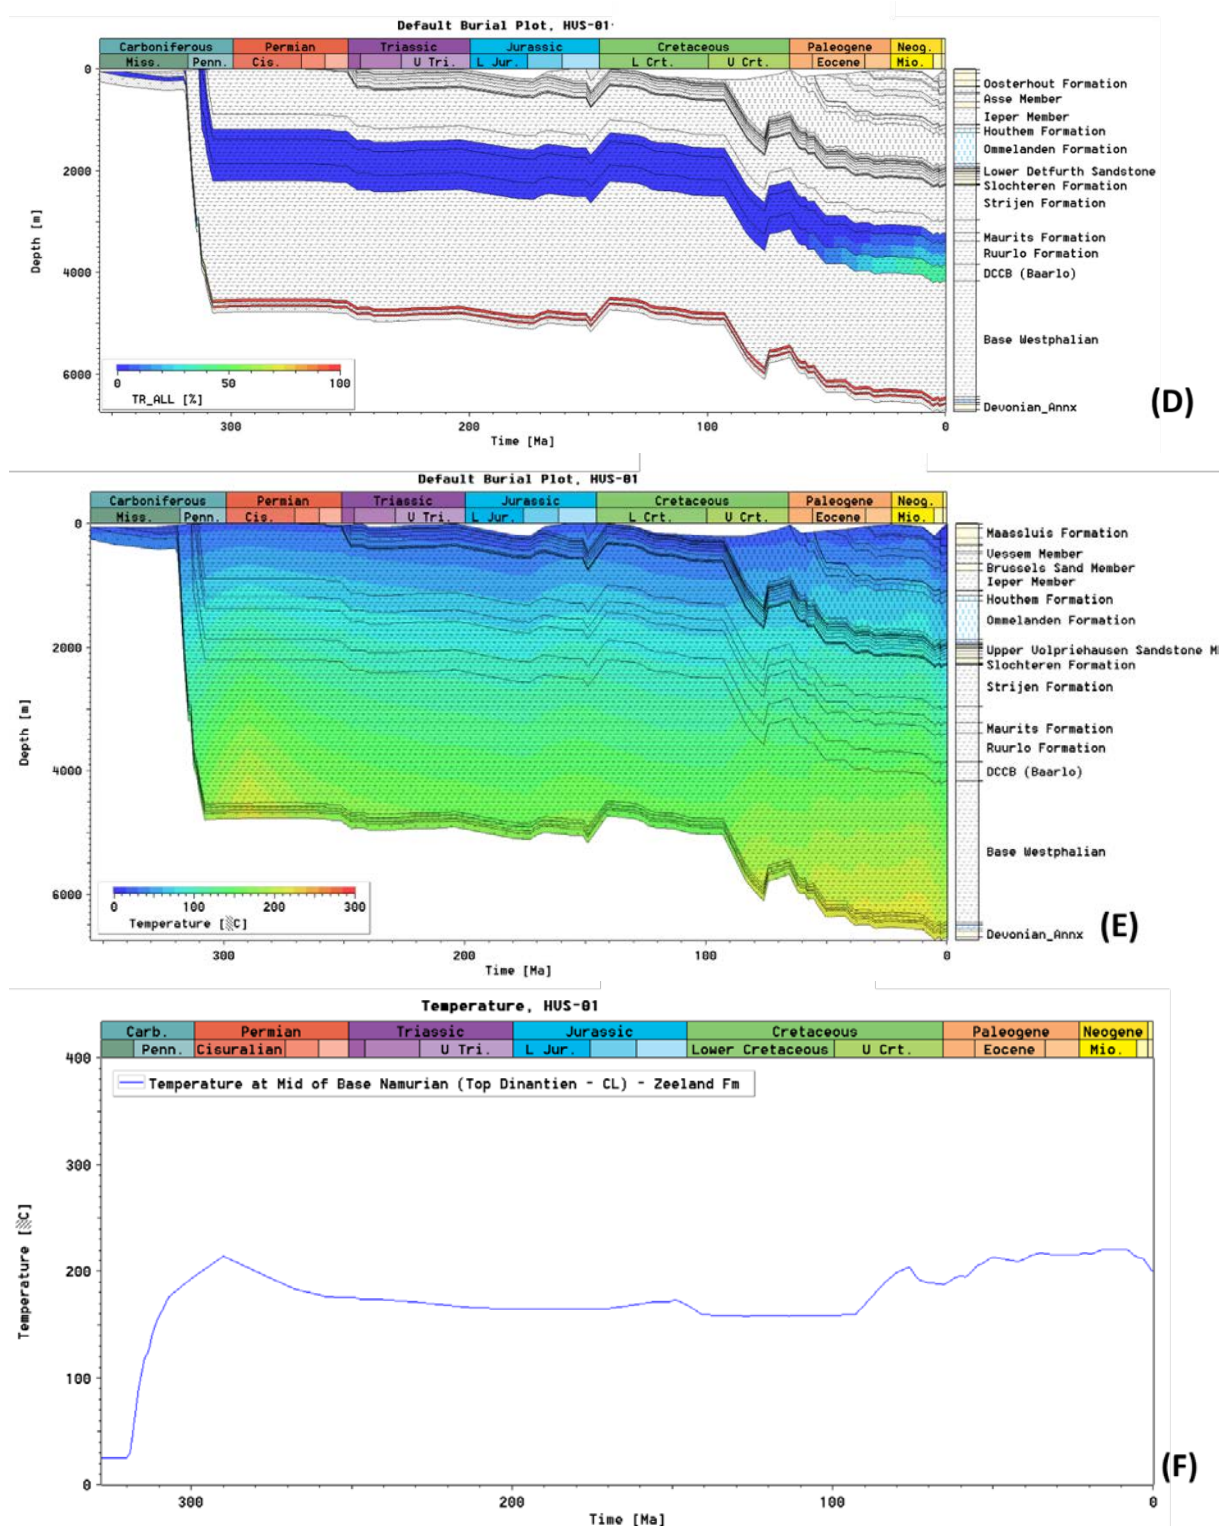 Default Burial Plot, HVS-01
Carboniferous Permian Triassic Jurassic Cretaceous Paleogene Neog.
Miss. Penn. Cis. U Tri. L Jur. L Crt. U Crt. Eocene Mio.
0
2000
4000
6000
Depth [m]
Oosterhout Formation
Asse Member
Ieper Member
Houthem Formation
Ommelanden Formation
Lower Detfurth Sandstone
Slochteren Formation
Strijen Formation
Maurits Formation
Ruurlo Formation
DCCB (Baarlo)
Base Westphalian
Devonian_Annx
0 50 100
TR_ALL [%]
300 200 100 0
Time [Ma]
(D)
Default Burial Plot, HVS-01
Carboniferous Permian Triassic Jurassic Cretaceous Paleogene Neog.
Miss. Penn. Cis. U Tri. L Jur. L Crt. U Crt. Eocene Mio.
0
2000
4000
6000
Depth [m]
Maassluis Formation
Vessem Member
Brussels Sand Member
Ieper Member
Houthem Formation
Ommelanden Formation
Upper Volpriehausen Sandstone M
Slochteren Formation
Strijen Formation
Maurits Formation
Ruurlo Formation
DCCB (Baarlo)
Base Westphalian
Devonian_Annx
0 100 200 300
Temperature [°C]
300 200 100 0
Time [Ma]
(E)
Temperature, HVS-01
Carb. Permian Triassic Jurassic Cretaceous Paleogene Neogene
Penn. Cisuralian U Tri. L Jur. Lower Cretaceous U Crt. Eocene Mio.
400
300
200
100
0
Temperature [°C]
Temperature at Mid of Base Namurian (Top Dinantien - CL) - Zeeland Fm
300 200 100 0
Time [Ma]
(F)